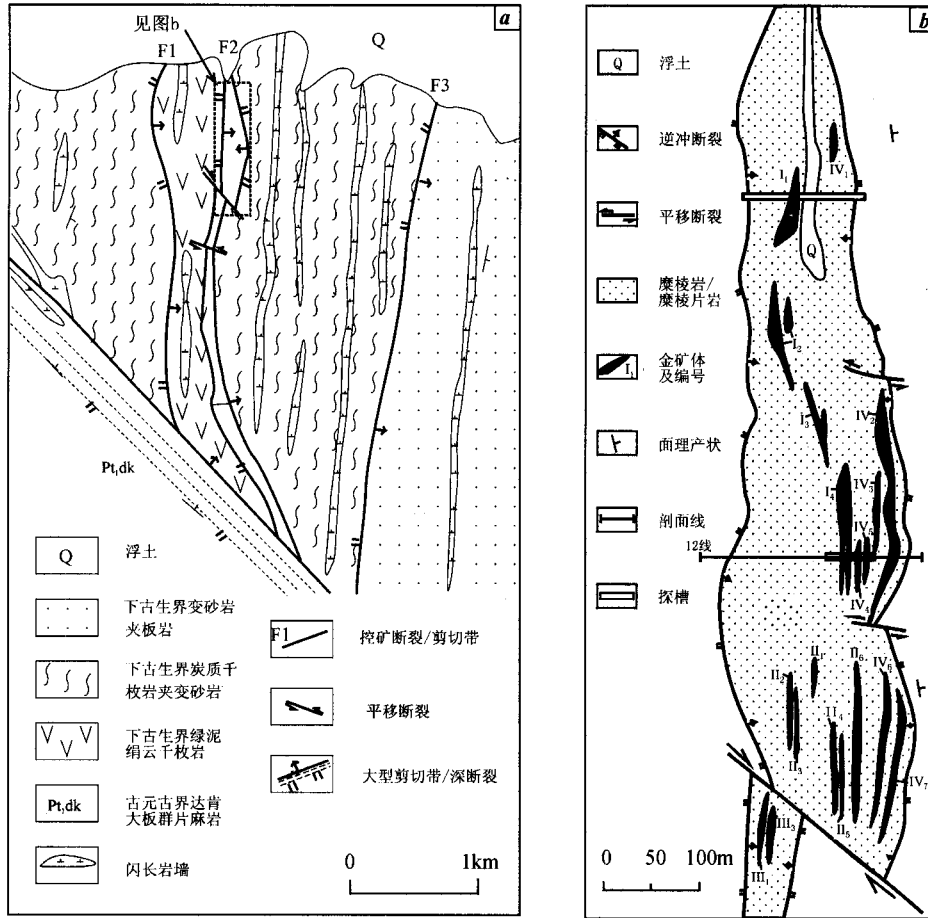 a
见图b
F1
F2
Q
F3
Pt₁dk
Q
浮土
下古生界变砂岩
夹板岩
下古生界炭质千
枚岩夹变砂岩
下古生界绿泥
绢云千枚岩
Pt₁dk
古元古界达肯
大板群片麻岩
闪长岩墙
F1
控矿断裂/剪切带
平移断裂
大型剪切带/深断裂
0
1km
b
Q
浮土
逆冲断裂
平移断裂
糜棱岩/
糜棱片岩
I₁
金矿体
及编号
面理产状
剖面线
探槽
0 50 100m
IV₁
I₁
Q
I₂
I₃
IV₂
I₄
IV₃
IV₅
12线
IV₄
II₁
II₂
II₆
IV₆
II₃
II₅
IV₇
III₃
III₁